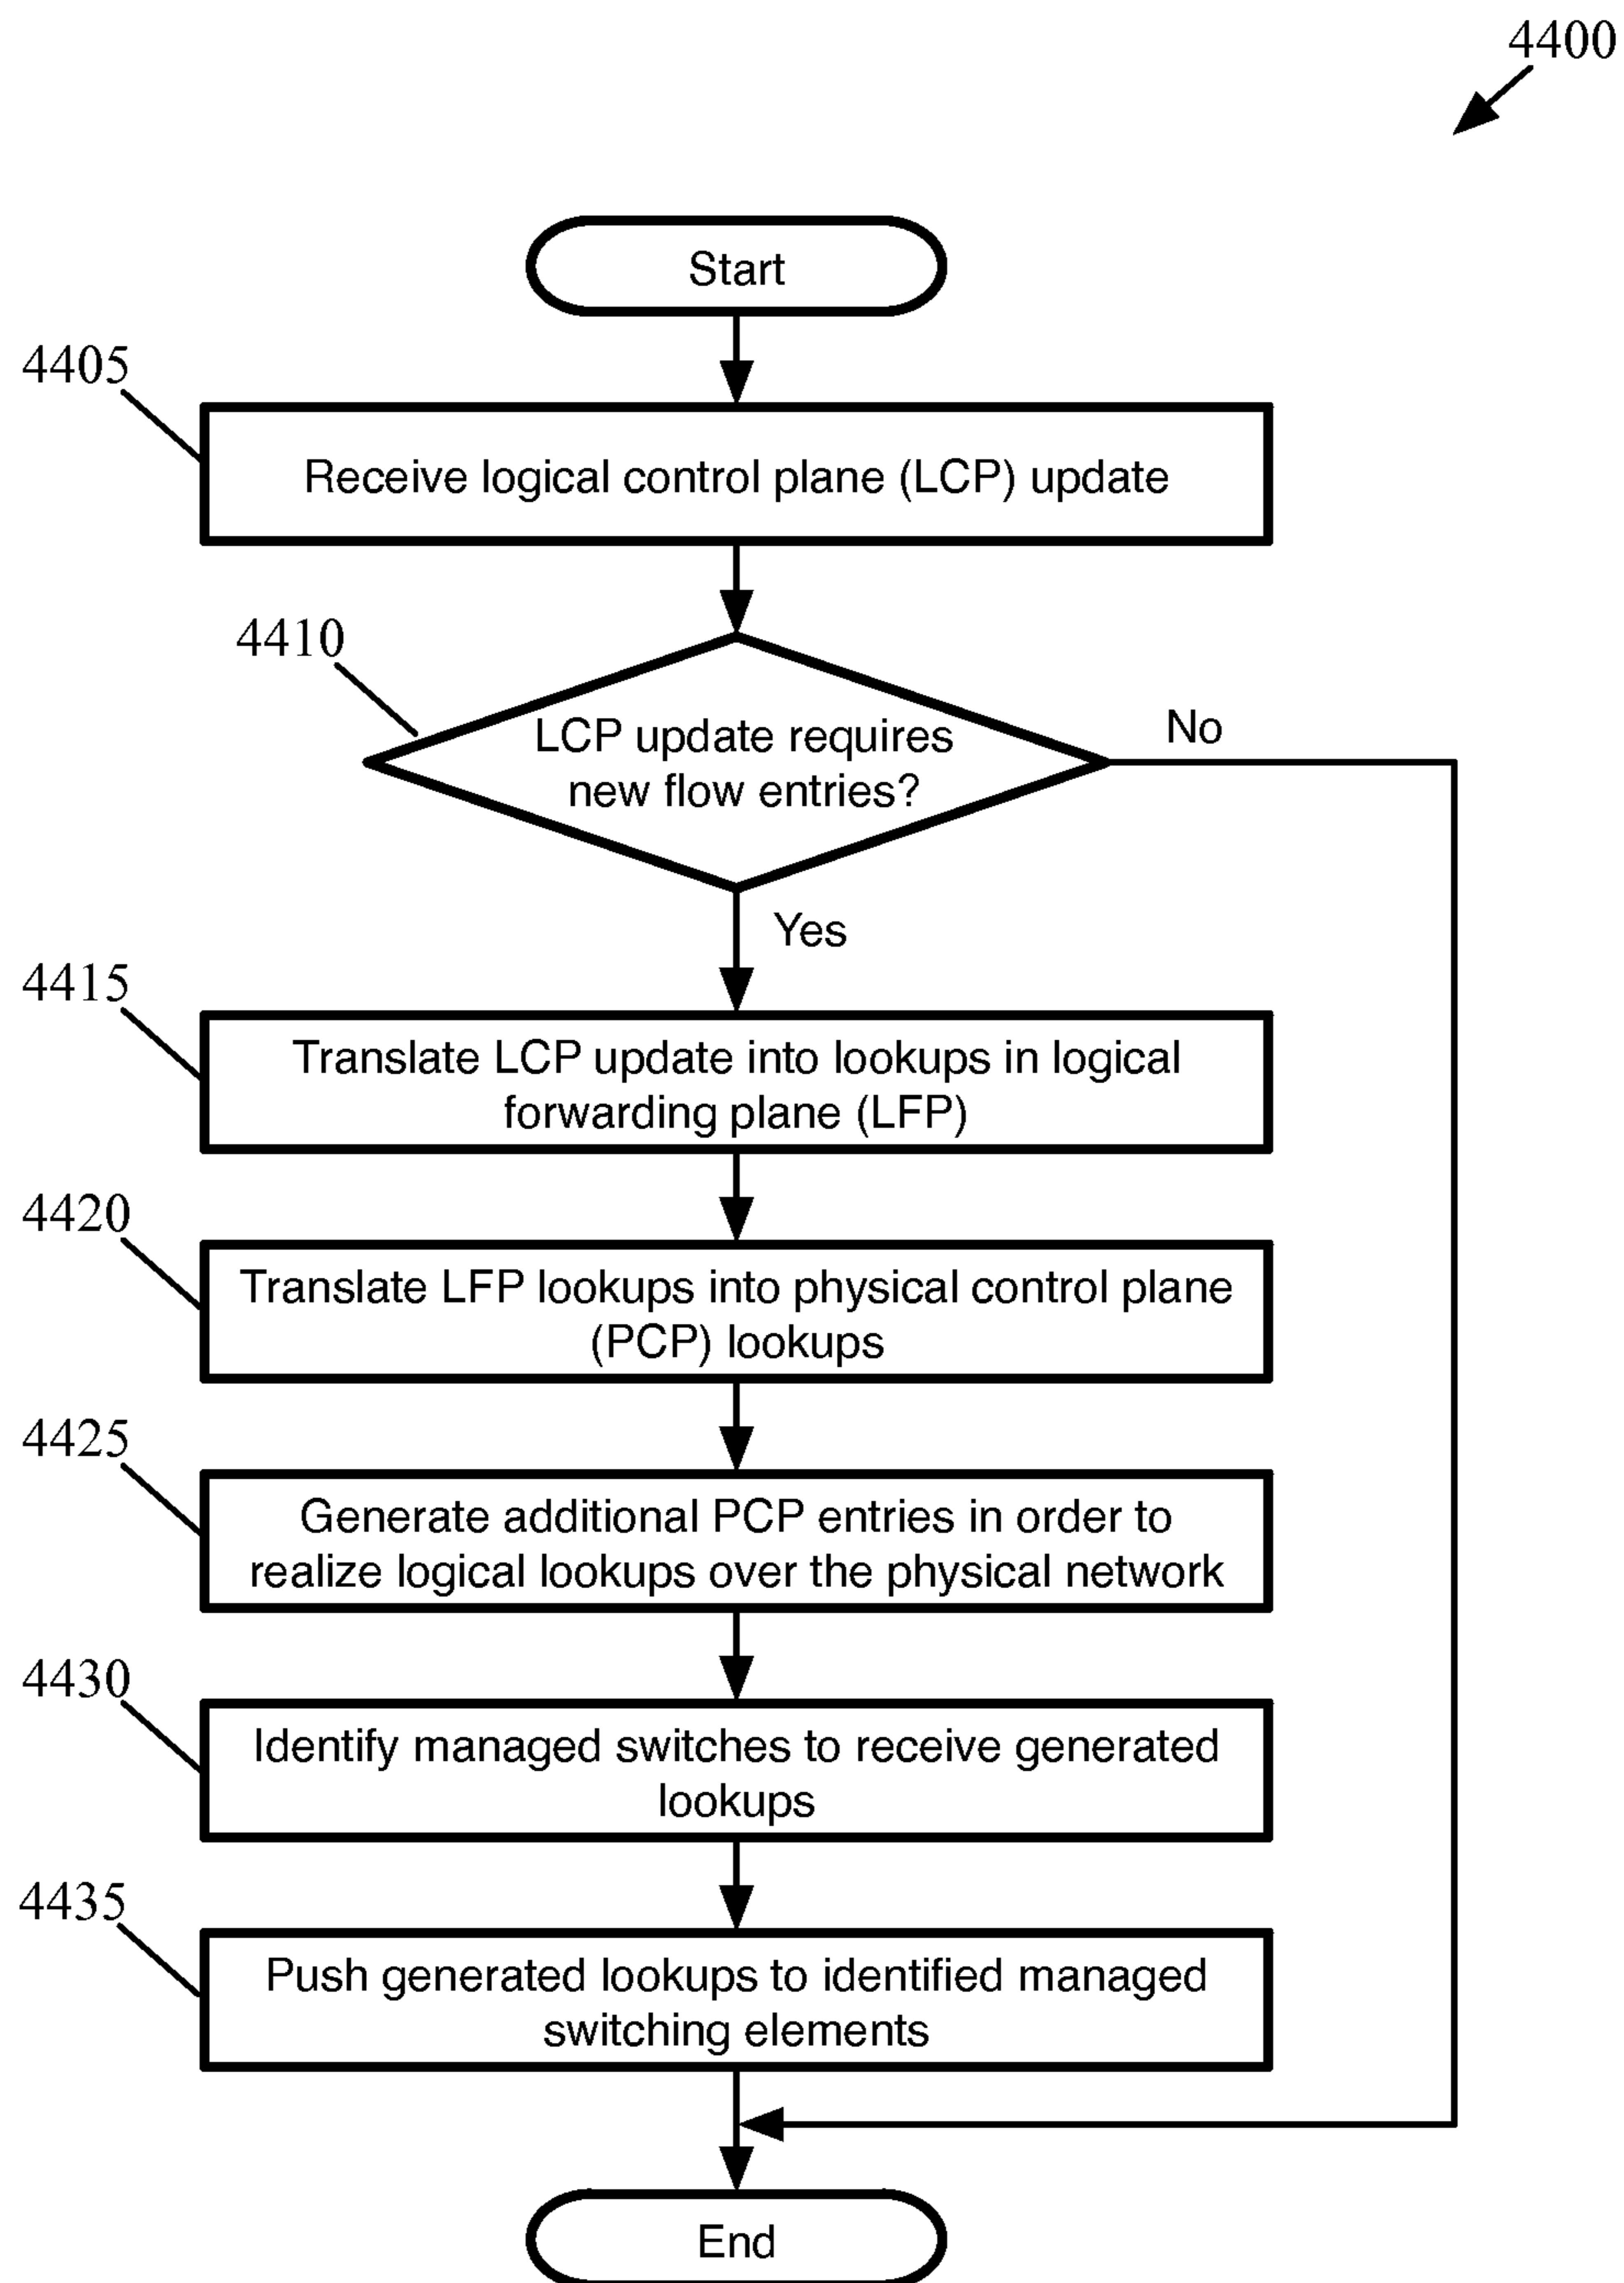 4400
Start
4405
Receive logical control plane (LCP) update
4410
LCP update requires
new flow entries?
No
Yes
4415
Translate LCP update into lookups in logical
forwarding plane (LFP)
4420
Translate LFP lookups into physical control plane
(PCP) lookups
4425
Generate additional PCP entries in order to
realize logical lookups over the physical network
4430
Identify managed switches to receive generated
lookups
4435
Push generated lookups to identified managed
switching elements
End